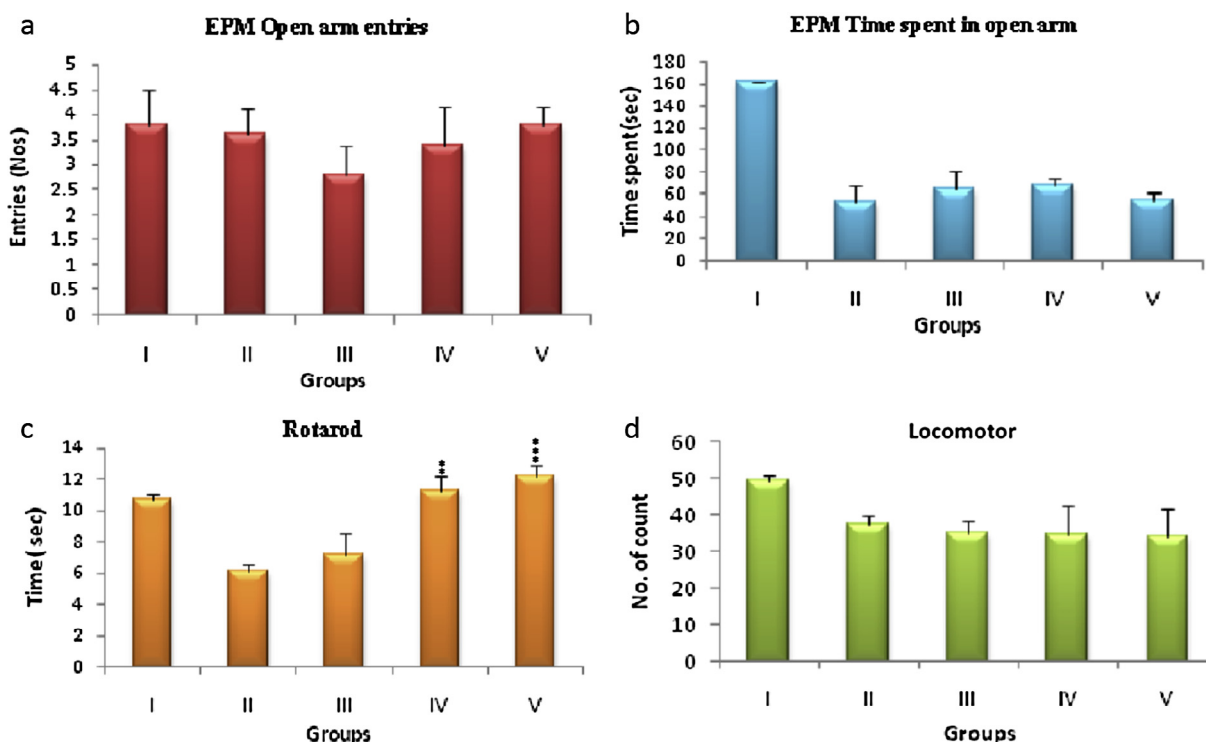 a
EPM Open arm entries
5
4.5
4
3.5
3
2.5
2
1.5
1
0.5
0
Entries (Nos)
I II III IV V
Groups
b
EPM Time spent in open arm
180
160
140
120
100
80
60
40
20
0
Time spent(sec)
I II III IV V
Groups
c
Rotarod
14
12
10
8
6
4
2
0
Time( sec)
**
***
I II III IV V
Groups
d
Locomotor
60
50
40
30
20
10
0
No. of count
I II III IV V
Groups